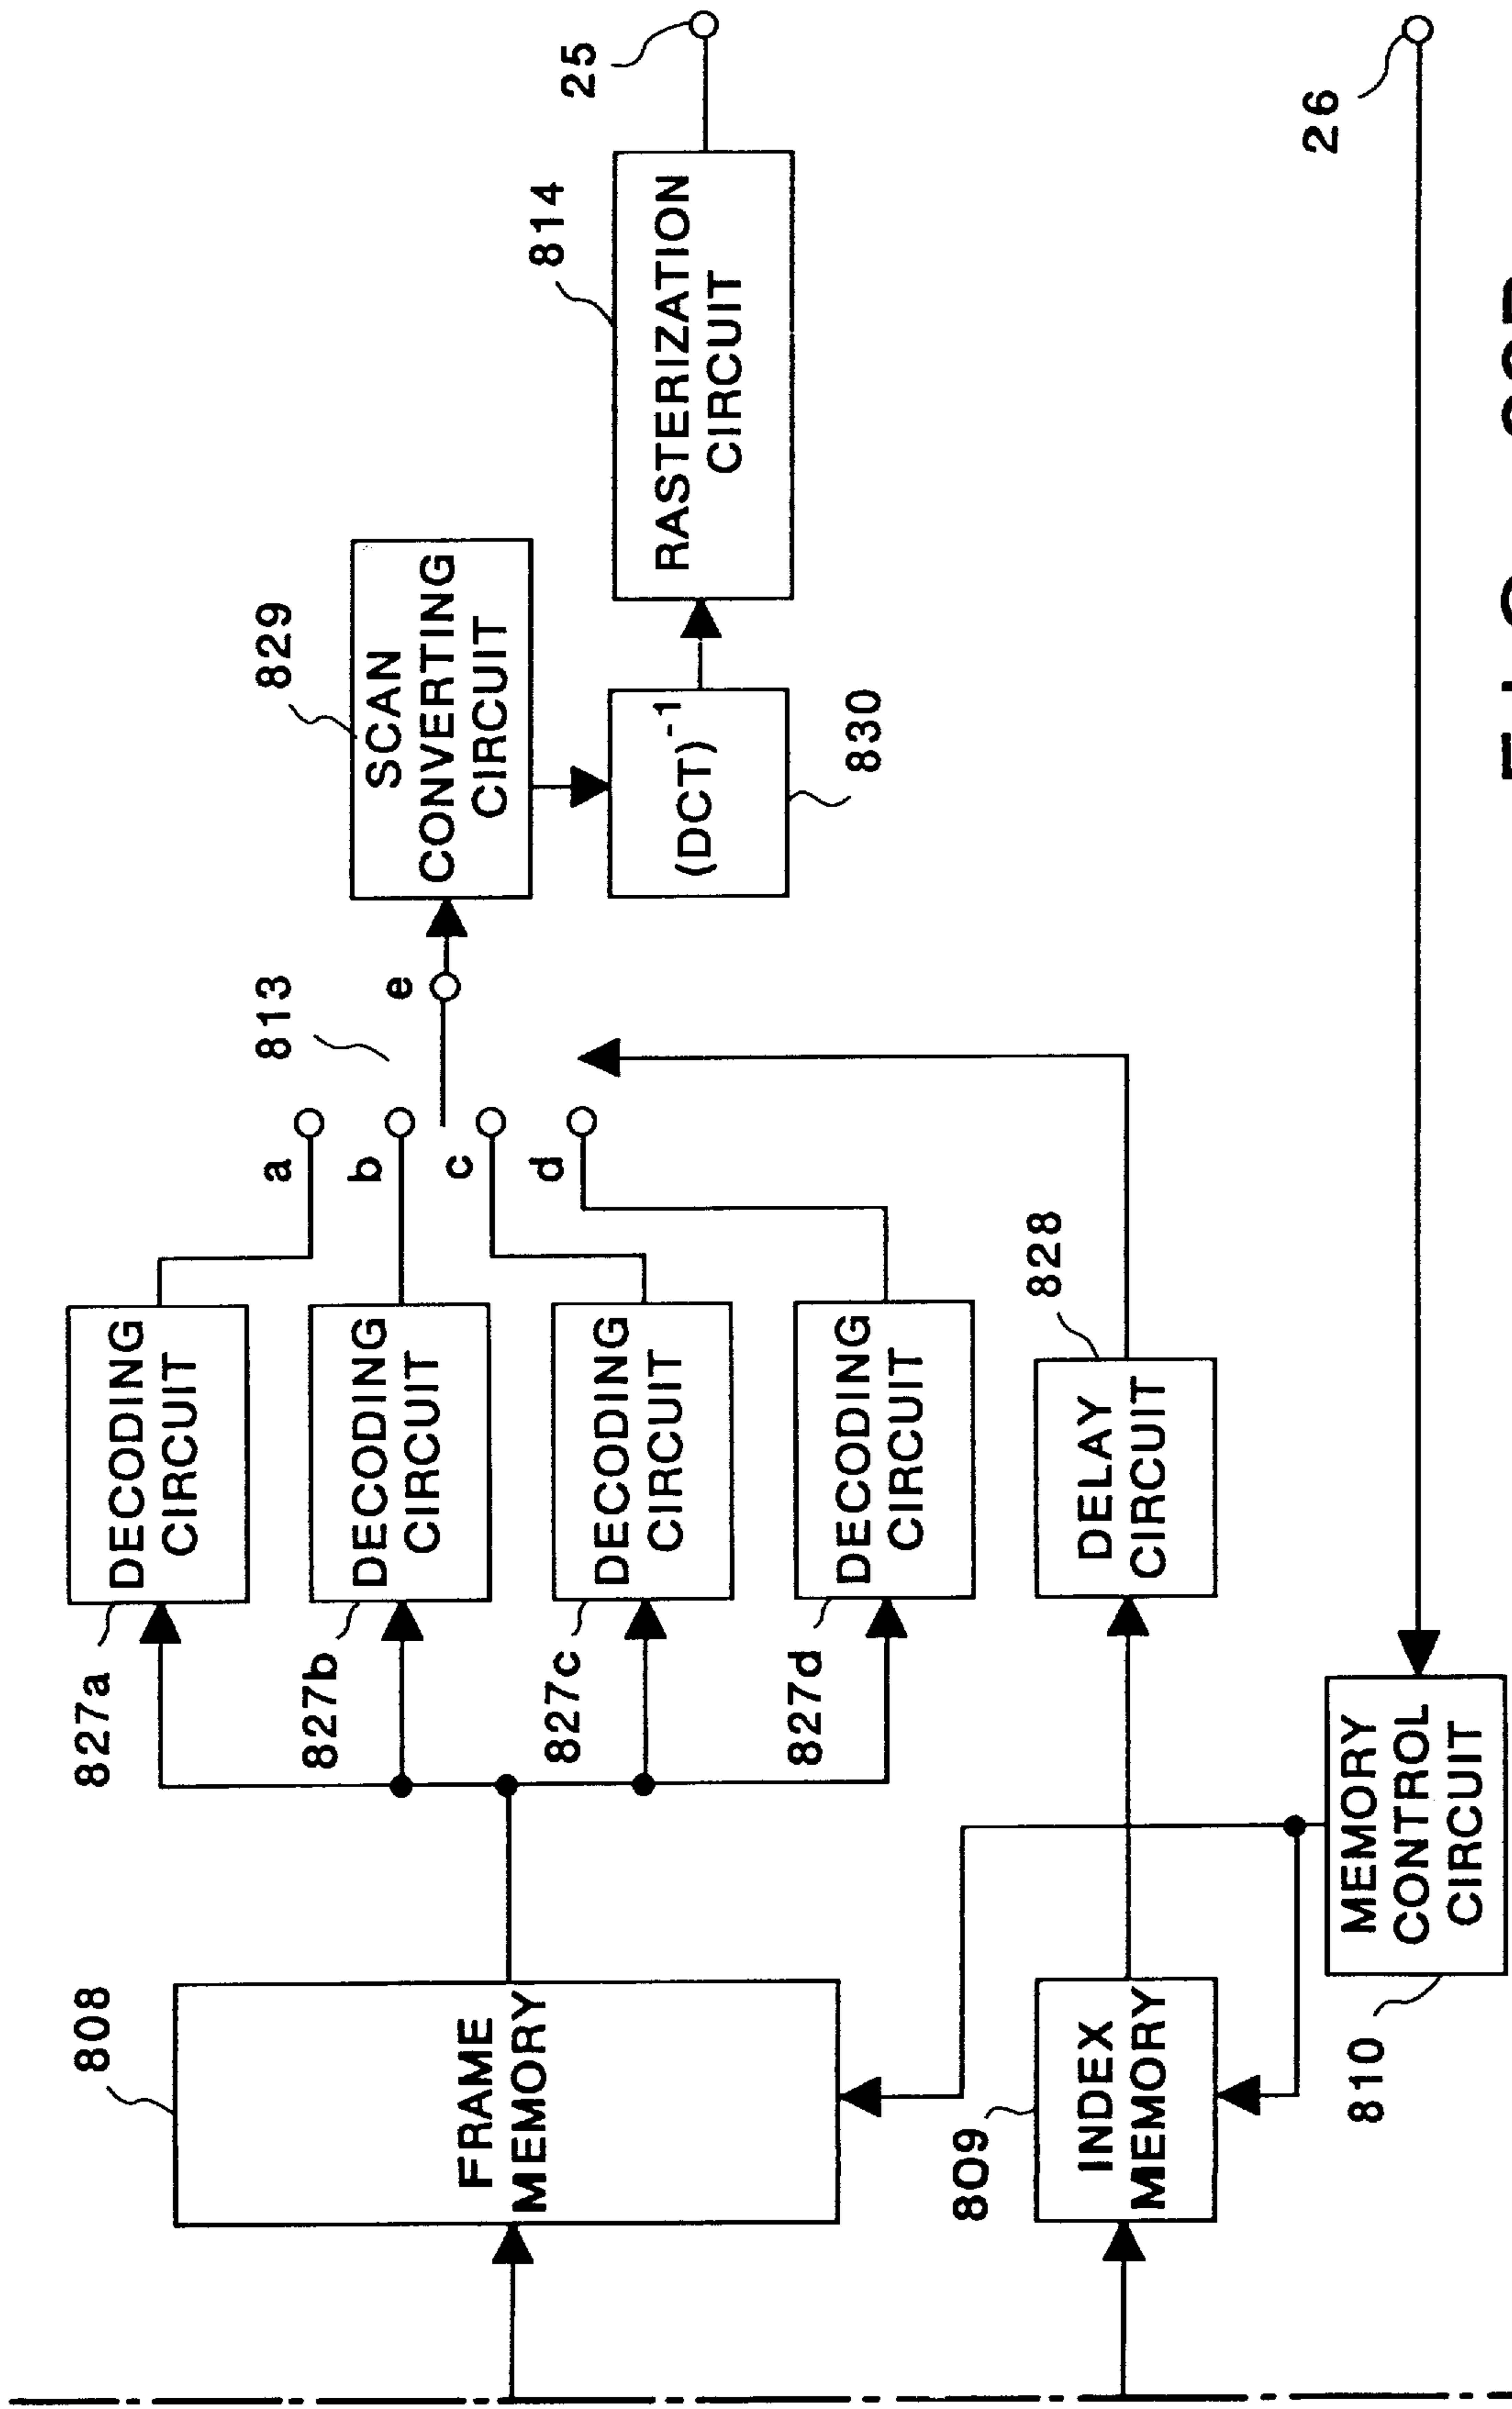 808
FRAME
MEMORY
827a
DECODING
CIRCUIT
827b
DECODING
CIRCUIT
827c
DECODING
CIRCUIT
827d
DECODING
CIRCUIT
a
b
c
d
e
813
829
SCAN
CONVERTING
CIRCUIT
(DCT)⁻¹
830
814
RASTERIZATION
CIRCUIT
25
809
INDEX
MEMORY
828
DELAY
CIRCUIT
810
MEMORY
CONTROL
CIRCUIT
26